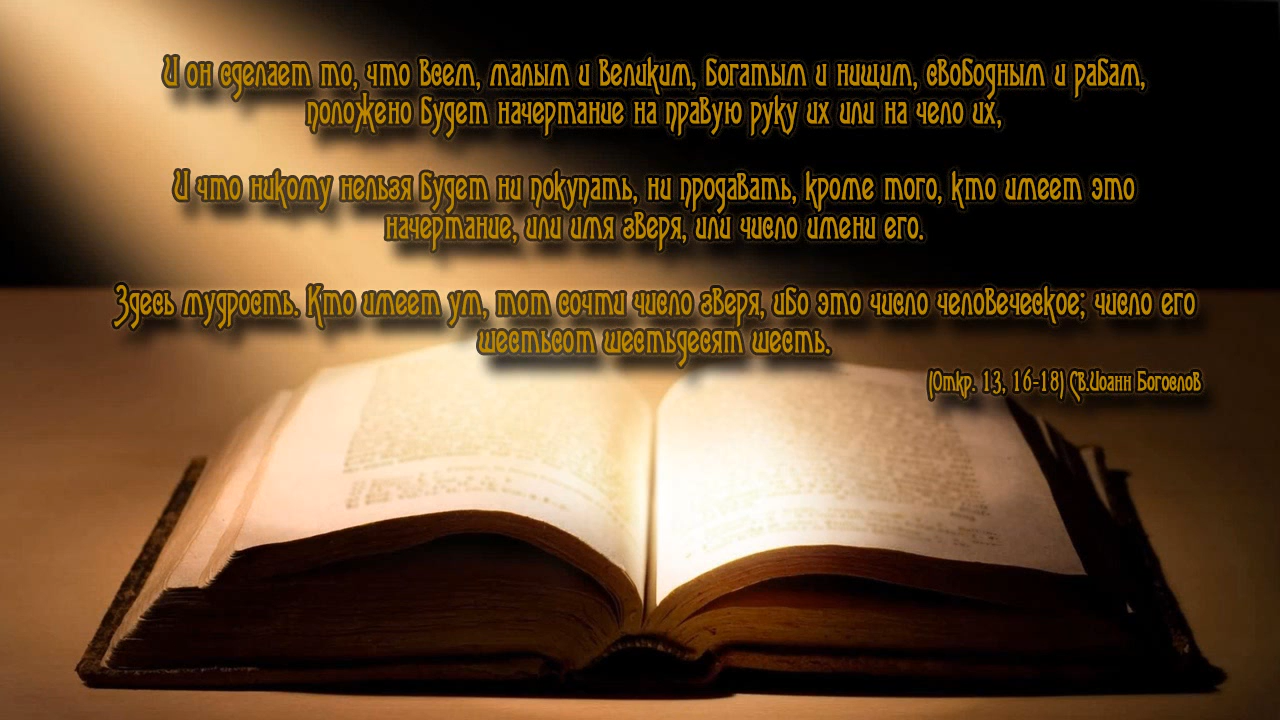 И он сделает то, что всем, малым и великим, богатым и нищим, свободным и рабам,
положено будет начертание на правую руку их или на чело их,
И что никому нельзя будет ни покупать, ни продавать, кроме того, кто имеет это
начертание, или имя зверя, или число имени его.
Здесь мудрость. Кто имеет ум, тот сочти число зверя, ибо это число человеческое; число его
шестьсот шестьдесят шесть.
(Откр. 13, 16-18) Св.Иоанн Богослов